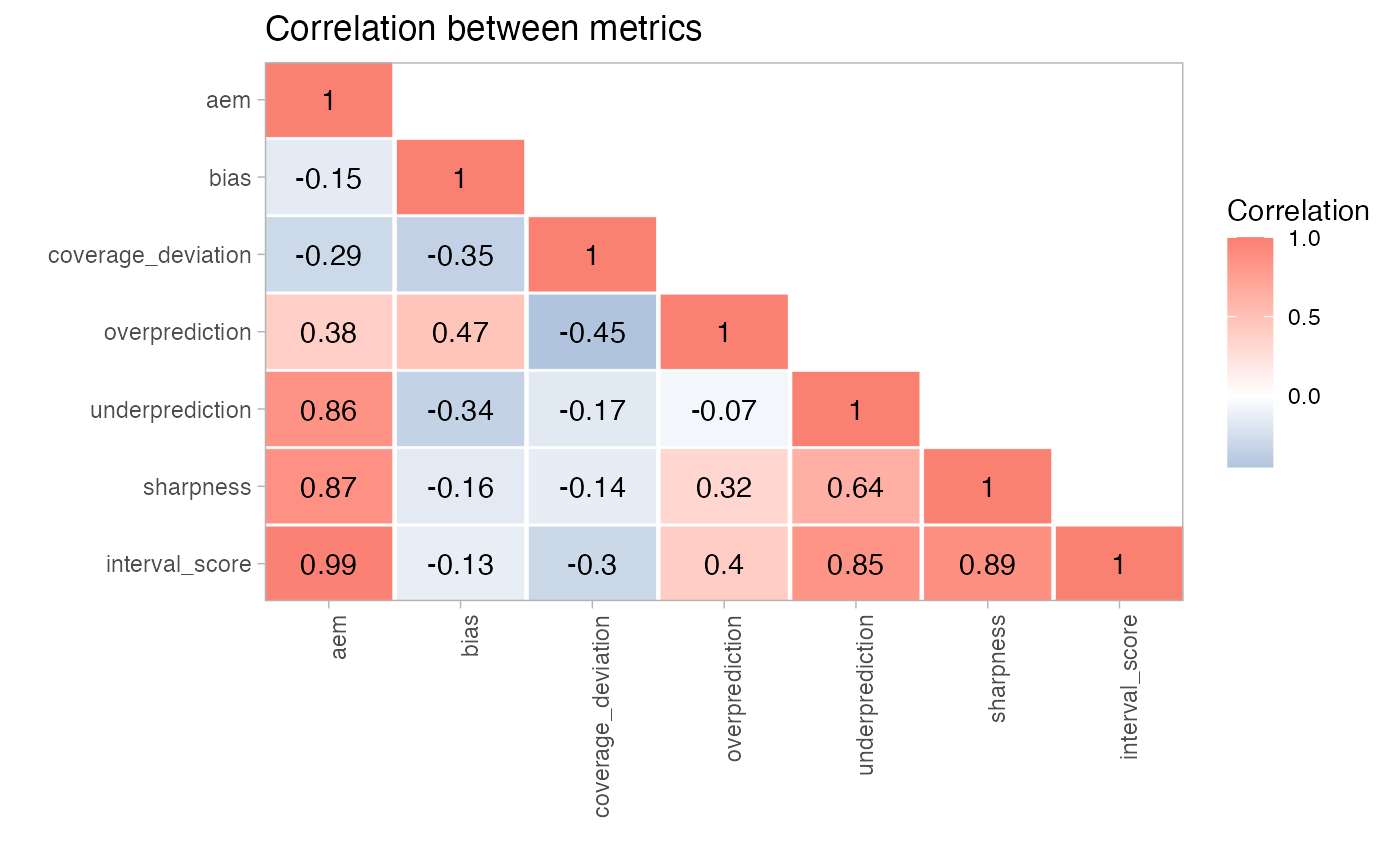 Correlation between metrics
aem 1
bias -0.15 1
coverage_deviation -0.29 -0.35 1
overprediction 0.38 0.47 -0.45 1
underprediction 0.86 -0.34 -0.17 -0.07 1
sharpness 0.87 -0.16 -0.14 0.32 0.64 1
interval_score 0.99 -0.13 -0.3 0.4 0.85 0.89 1
aem
bias
coverage_deviation
overprediction
underprediction
sharpness
interval_score
Correlation
1.0
0.5
0.0